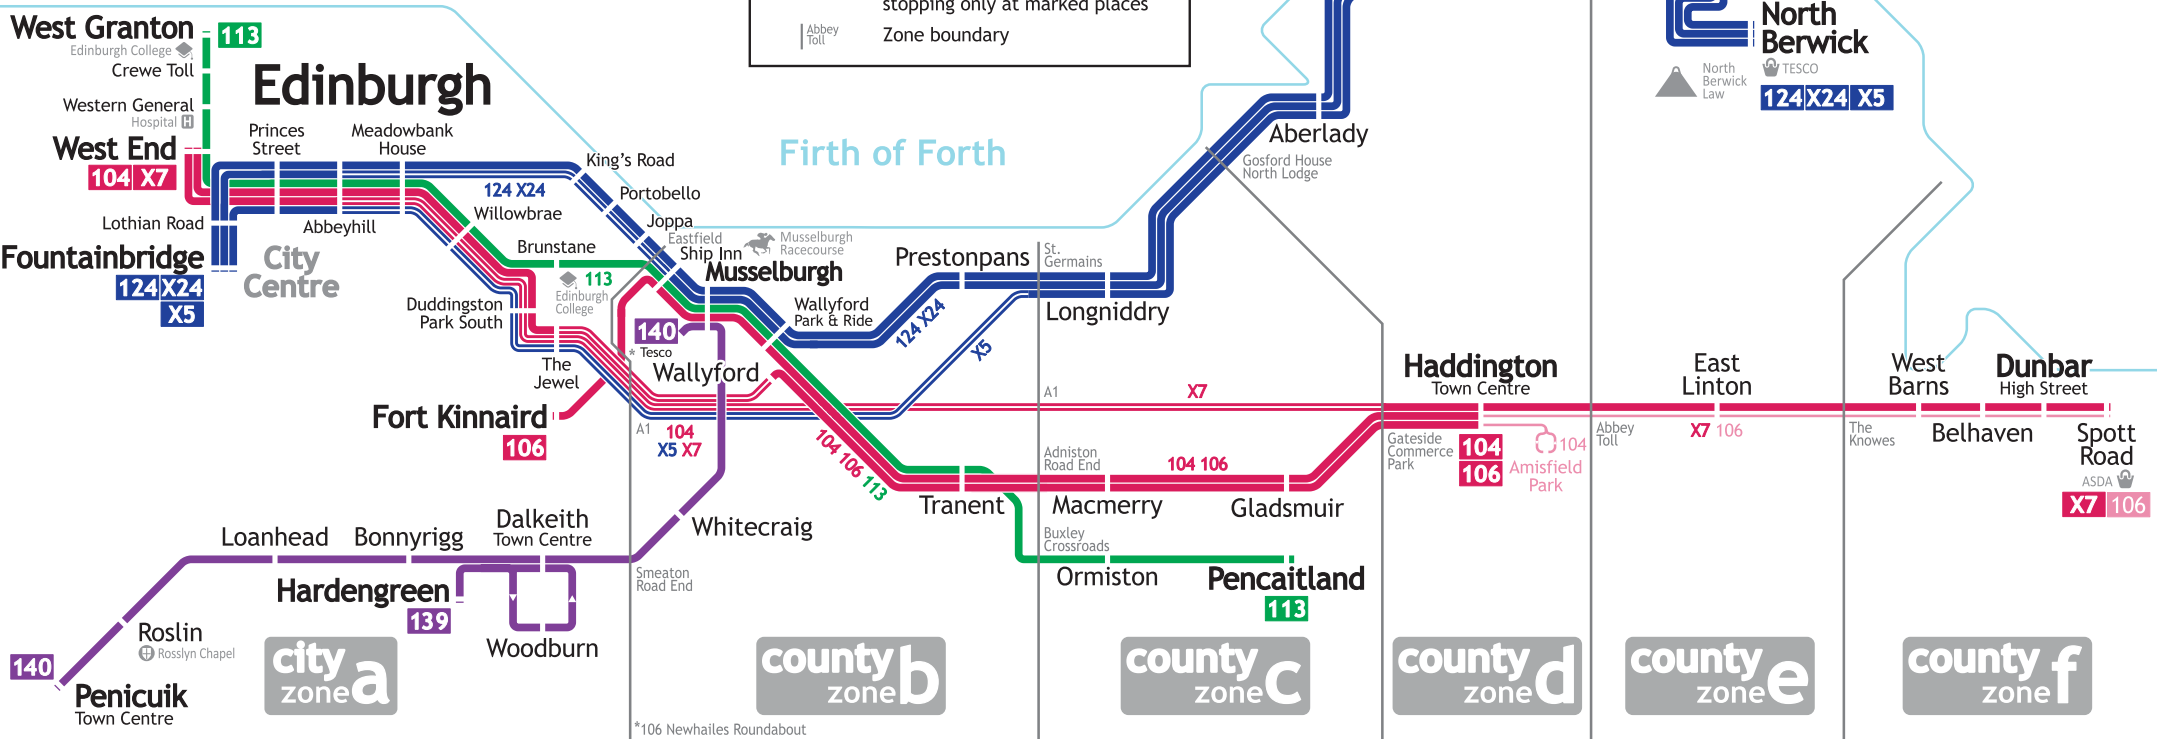 stopping only at marked places
Abbey
Toll
Zone boundary
West Granton
113
Edinburgh College
Crewe Toll
Western General
Hospital H
West End
104 X7
Edinburgh
Princes
Street
Meadowbank
House
King's Road
Portobello
Joppa
Eastfield
Ship Inn
Musselburgh
Racecourse
Musselburgh
124 X24
Willowbrae
Abbeyhill
Lothian Road
Fountainbridge
124 X24
X5
City
Centre
Brunstane
113
Edinburgh
College
Duddingston
Park South
The
Jewel
Fort Kinnaird
106
140
* Tesco
Wallyford
Wallyford
Park & Ride
A1
104
X5 X7
Firth of Forth
Prestonpans
124 X24
X5
St.
Germains
Longniddry
Aberlady
Gosford House
North Lodge
North
Berwick
TESCO
North
Berwick
Law
124 X24 X5
A1
X7
104 106 113
Tranent
Adniston
Road End
Macmerry
104 106
Gladsmuir
Buxley
Crossroads
Ormiston
Pencaitland
113
Haddington
Town Centre
Gateside
Commerce
Park
104
106
104
Amisfield
Park
Abbey
Toll
East
Linton
X7 106
The
Knowes
West
Barns
Belhaven
Dunbar
High Street
Spott
Road
ASDA
X7 106
Whitecraig
Smeaton
Road End
Loanhead
Bonnyrigg
Dalkeith
Town Centre
Hardengreen
139
Woodburn
Roslin
Rosslyn Chapel
140
Penicuik
Town Centre
city
zone a
county
zone b
county
zone c
county
zone d
county
zone e
county
zone f
*106 Newhailes Roundabout